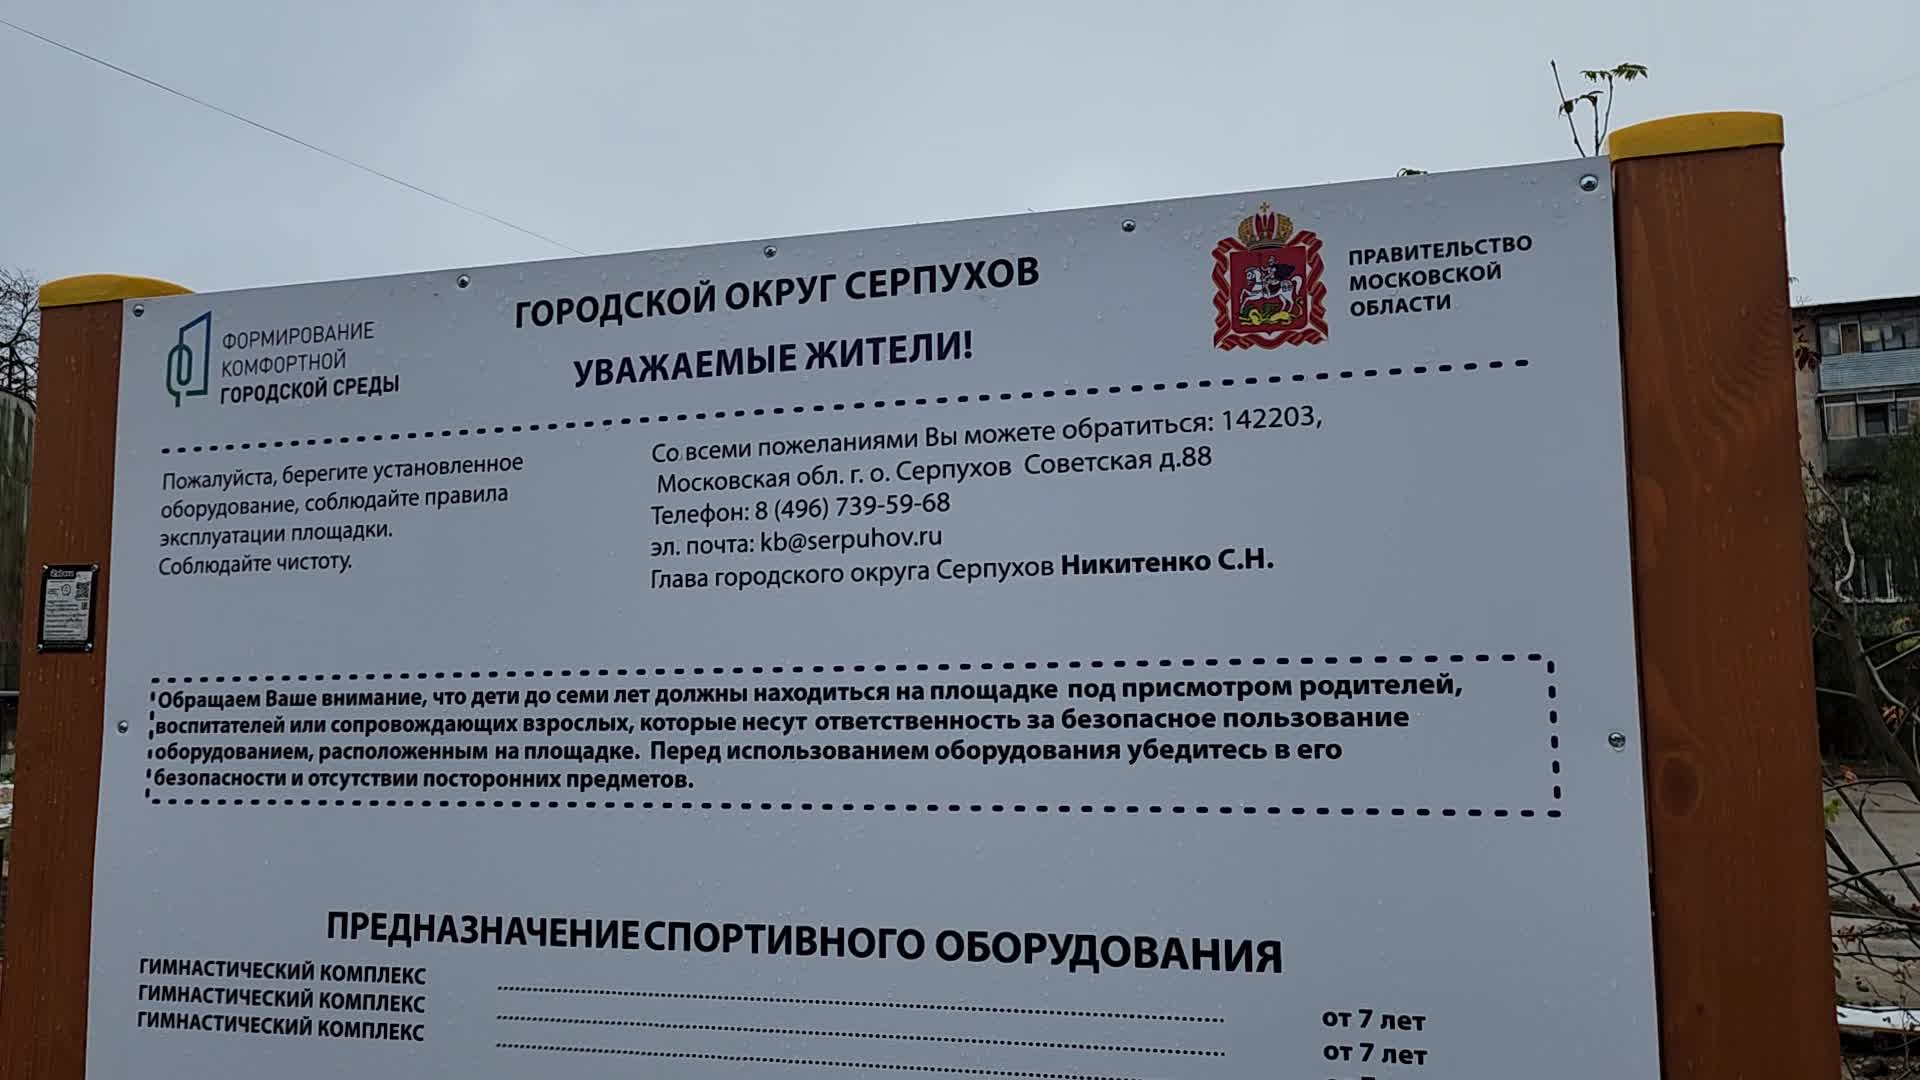 ФОРМИРОВАНИЕ
КОМФОРТНОЙ
ГОРОДСКОЙ СРЕДЫ
ГОРОДСКОЙ ОКРУГ СЕРПУХОВ
УВАЖАЕМЫЕ ЖИТЕЛИ!
ПРАВИТЕЛЬСТВО
МОСКОВСКОЙ
ОБЛАСТИ
Пожалуйста, берегите установленное
оборудование, соблюдайте правила
эксплуатации площадки.
Соблюдайте чистоту.
Со всеми пожеланиями Вы можете обратиться: 142203,
Московская обл. г. о. Серпухов Советская д.88
Телефон: 8 (496) 739-59-68
эл. почта: kb@serpuhov.ru
Глава городского округа Серпухов Никитенко С.Н.
Обращаем Ваше внимание, что дети до семи лет должны находиться на площадке под присмотром родителей,
воспитателей или сопровождающих взрослых, которые несут ответственность за безопасное пользование
оборудованием, расположенным на площадке. Перед использованием оборудования убедитесь в его
безопасности и отсутствии посторонних предметов.
ПРЕДНАЗНАЧЕНИЕ СПОРТИВНОГО ОБОРУДОВАНИЯ
ГИМНАСТИЧЕСКИЙ КОМПЛЕКС от 7 лет
ГИМНАСТИЧЕСКИЙ КОМПЛЕКС от 7 лет
ГИМНАСТИЧЕСКИЙ КОМПЛЕКС